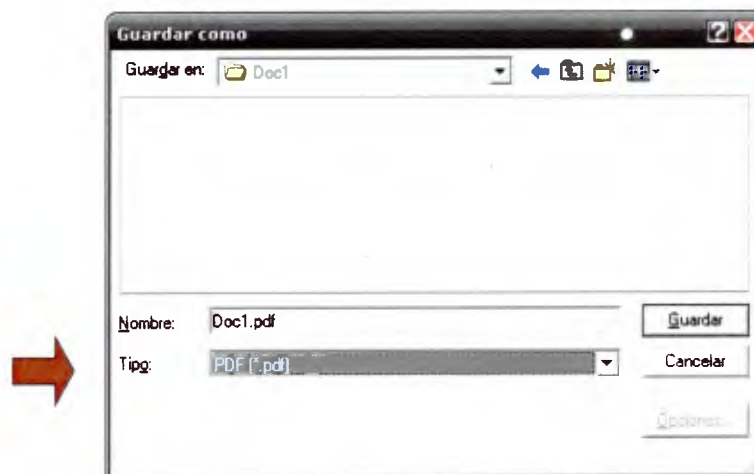 Guardar como
Guardar en: Doc1
Nombre: Doc1.pdf Guardar
Tipo: PDF (*.pdf) Cancelar
Opciones...